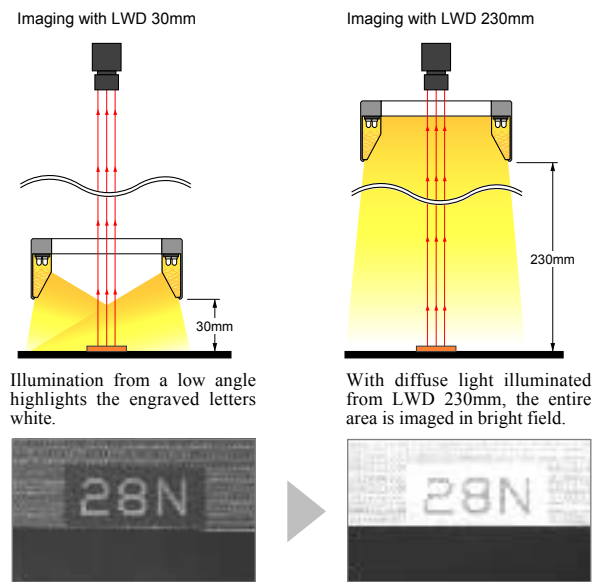 Imaging with LWD 30mm
30mm
Illumination from a low angle
highlights the engraved letters
white.
28N
Imaging with LWD 230mm
230mm
With diffuse light illuminated
from LWD 230mm, the entire
area is imaged in bright field.
28N